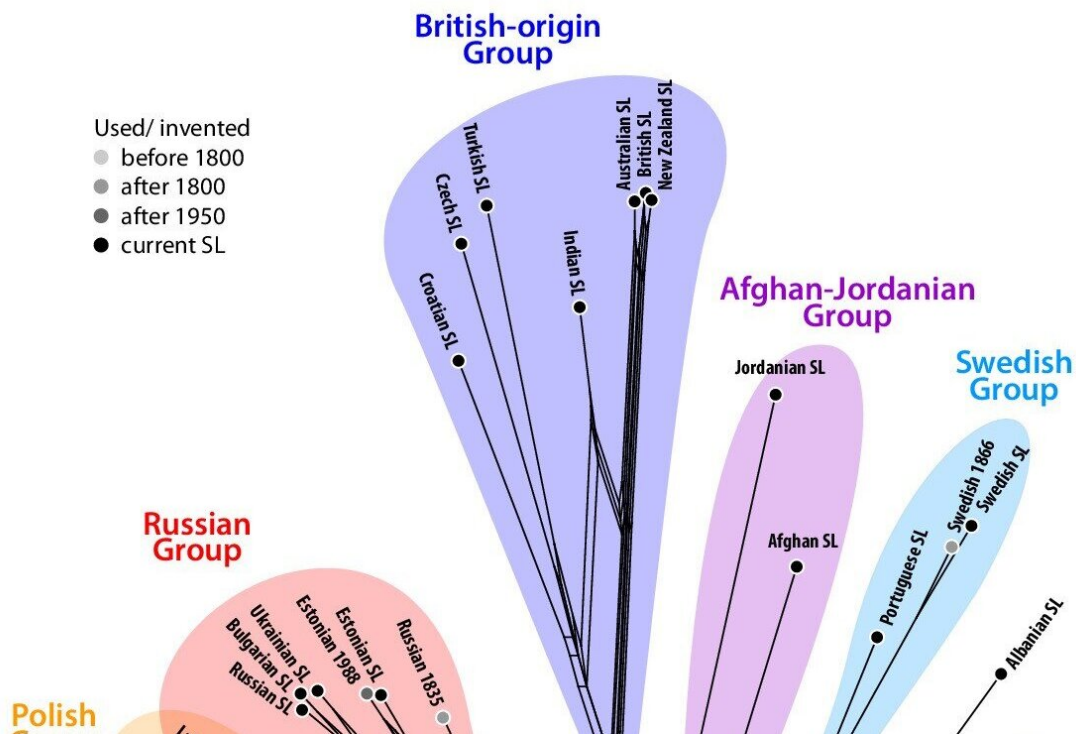 British-origin
Group
Used/ invented
before 1800
after 1800
after 1950
current SL
Turkish SL
Czech SL
Croatian SL
Indian SL
Australian SL
British SL
New Zealand SL
Afghan-Jordanian
Group
Jordanian SL
Afghan SL
Swedish
Group
Swedish 1866
Swedish SL
Portuguese SL
Albanian SL
Russian
Group
Ukrainian SL
Bulgarian SL
Russian SL
Estonian 1988
Estonian SL
Russian 1835
Polish